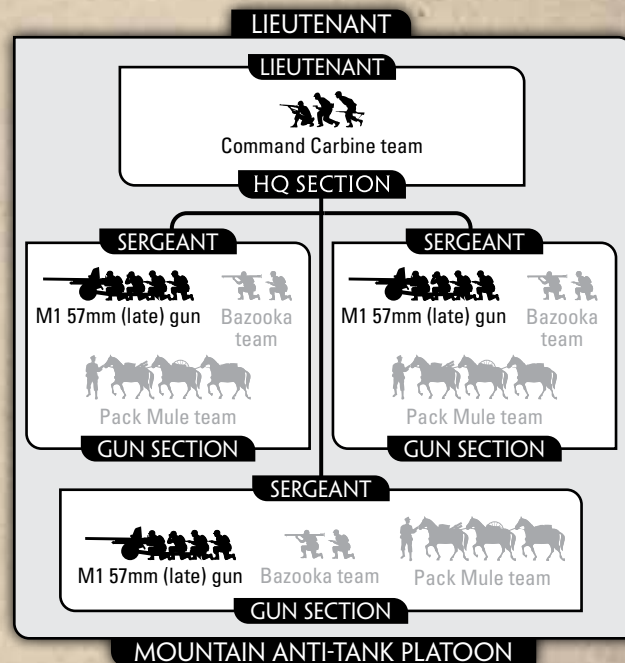 LIEUTENANT
LIEUTENANT
Command Carbine team
HQ SECTION
SERGEANT
M1 57mm (late) gun
Bazooka
team
Pack Mule team
GUN SECTION
SERGEANT
M1 57mm (late) gun
Bazooka
team
Pack Mule team
GUN SECTION
SERGEANT
M1 57mm (late) gun
Bazooka team
Pack Mule team
GUN SECTION
MOUNTAIN ANTI-TANK PLATOON